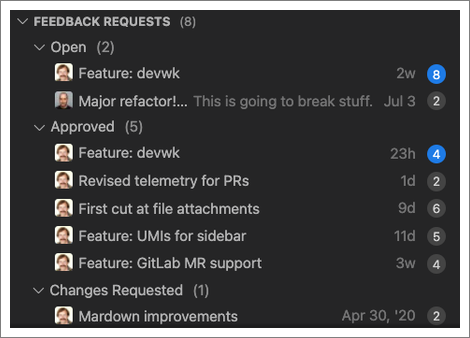 FEEDBACK REQUESTS (8)
Open (2)
Feature: devwk 2w 8
Major refactor!... This is going to break stuff. Jul 3 2
Approved (5)
Feature: devwk 23h 4
Revised telemetry for PRs 1d 2
First cut at file attachments 9d 6
Feature: UMIs for sidebar 11d 5
Feature: GitLab MR support 3w 4
Changes Requested (1)
Mardown improvements Apr 30, '20 2